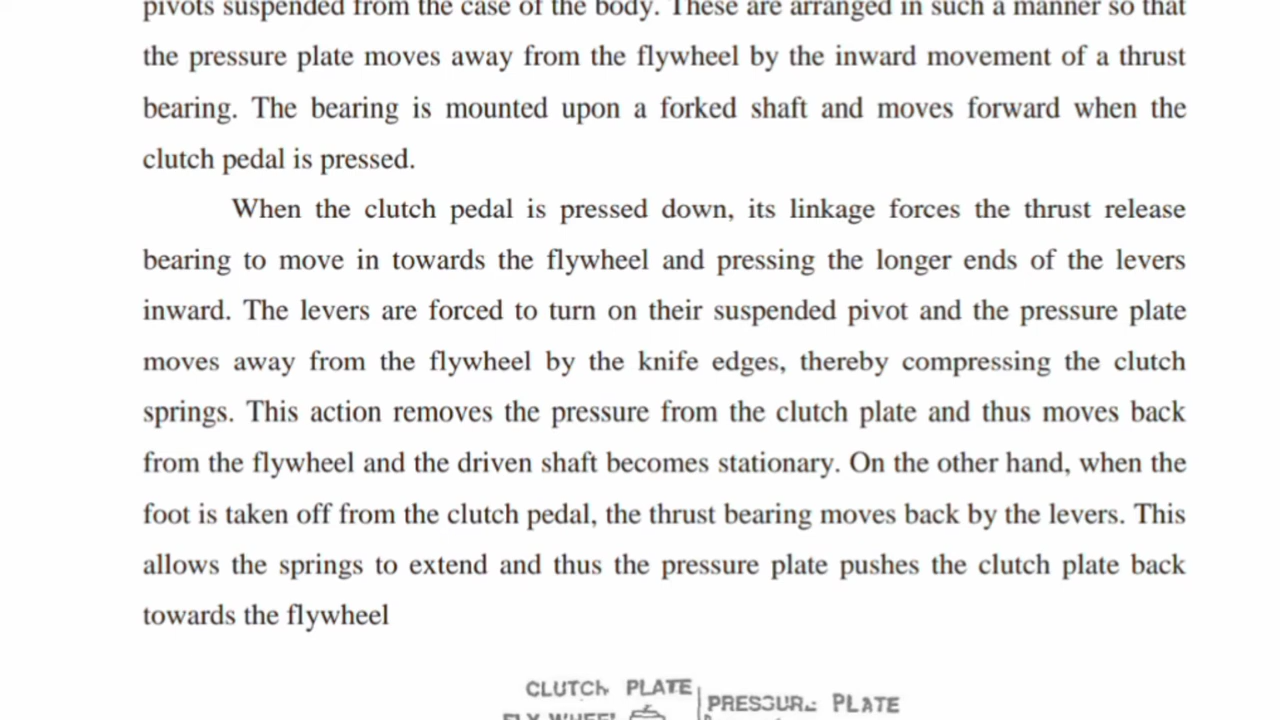 pivots suspended from the case of the body. These are arranged in such a manner so that
the pressure plate moves away from the flywheel by the inward movement of a thrust
bearing. The bearing is mounted upon a forked shaft and moves forward when the
clutch pedal is pressed.
When the clutch pedal is pressed down, its linkage forces the thrust release
bearing to move in towards the flywheel and pressing the longer ends of the levers
inward. The levers are forced to turn on their suspended pivot and the pressure plate
moves away from the flywheel by the knife edges, thereby compressing the clutch
springs. This action removes the pressure from the clutch plate and thus moves back
from the flywheel and the driven shaft becomes stationary. On the other hand, when the
foot is taken off from the clutch pedal, the thrust bearing moves back by the levers. This
allows the springs to extend and thus the pressure plate pushes the clutch plate back
towards the flywheel
CLUTCH PLATE
PRESSURE PLATE
FLY WHEEL